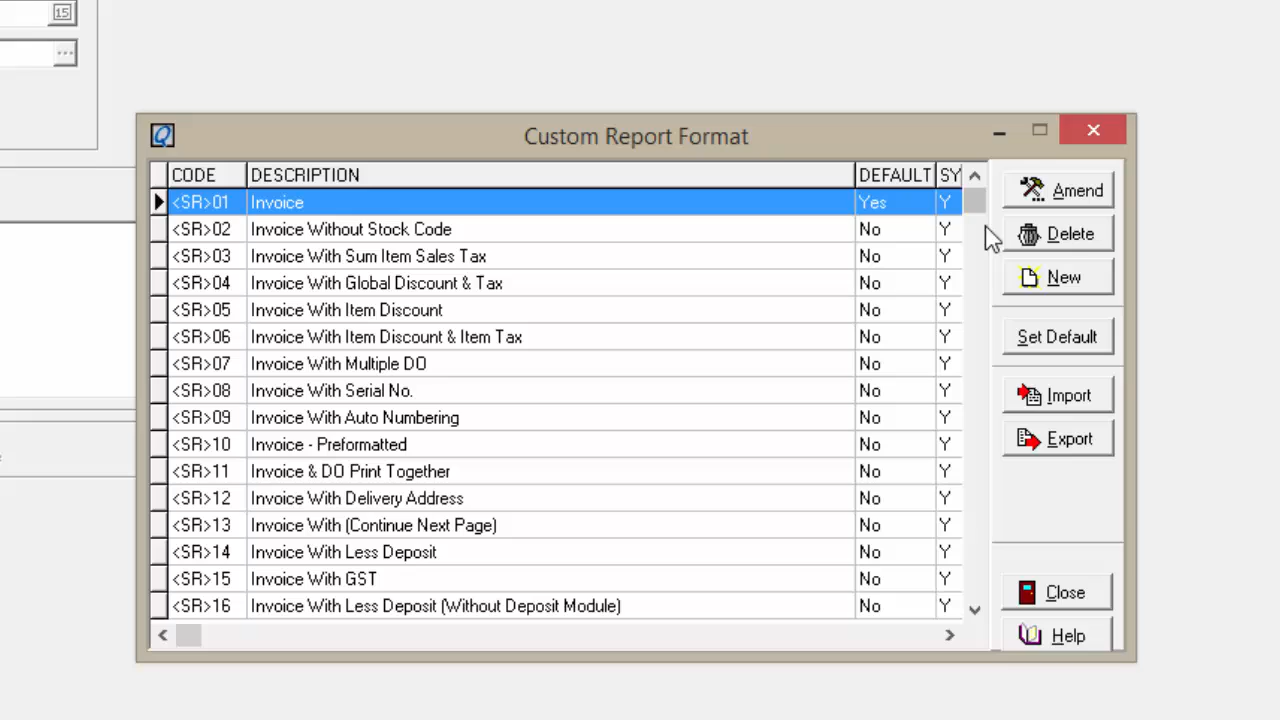 15
...
Custom Report Format
CODE DESCRIPTION DEFAULT SY
<SR>01 Invoice Yes Y
<SR>02 Invoice Without Stock Code No Y
<SR>03 Invoice With Sum Item Sales Tax No Y
<SR>04 Invoice With Global Discount & Tax No Y
<SR>05 Invoice With Item Discount No Y
<SR>06 Invoice With Item Discount & Item Tax No Y
<SR>07 Invoice With Multiple DO No Y
<SR>08 Invoice With Serial No. No Y
<SR>09 Invoice With Auto Numbering No Y
<SR>10 Invoice - Preformatted No Y
<SR>11 Invoice & DO Print Together No Y
<SR>12 Invoice With Delivery Address No Y
<SR>13 Invoice With (Continue Next Page) No Y
<SR>14 Invoice With Less Deposit No Y
<SR>15 Invoice With GST No Y
<SR>16 Invoice With Less Deposit (Without Deposit Module) No Y
Amend
Delete
New
Set Default
Import
Export
Close
Help